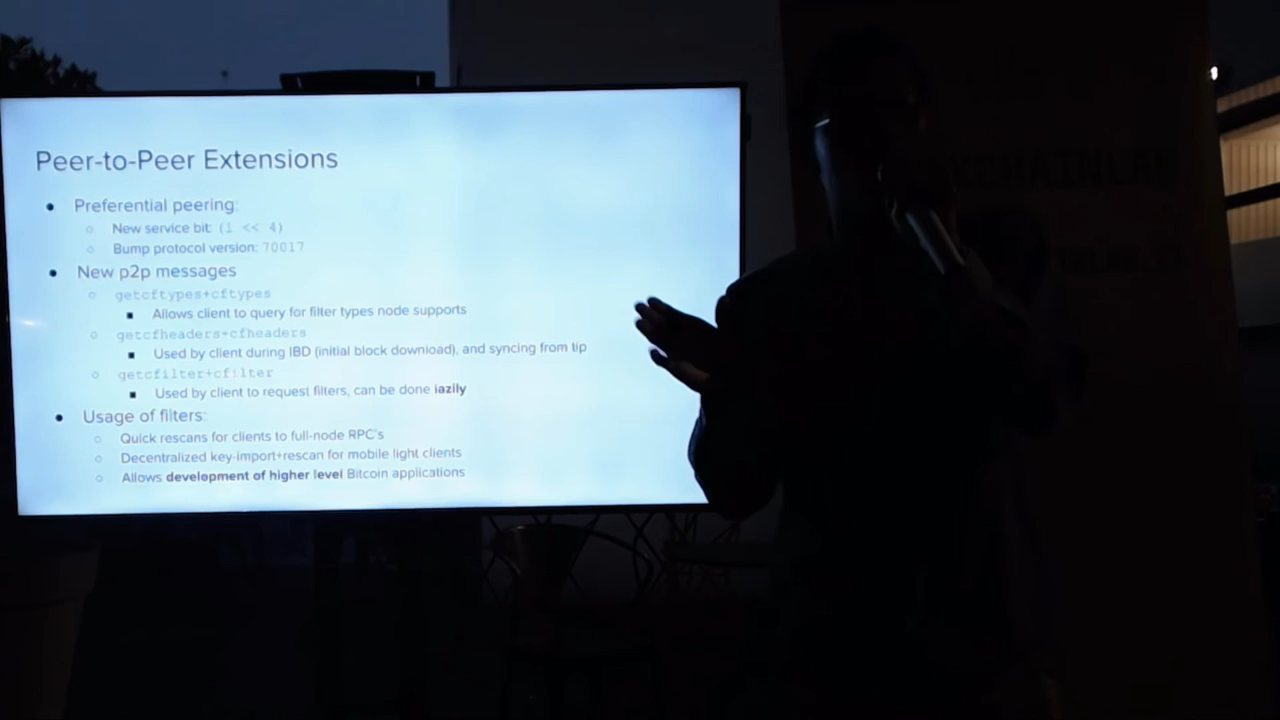 Peer-to-Peer Extensions
● Preferential peering:
○ New service bit: (1 << 4)
○ Bump protocol version: 70017
● New p2p messages
○ getcftypes+cftypes
■ Allows client to query for filter types node supports
○ getcfheaders+cfheaders
■ Used by client during IBD (initial block download), and syncing from tip
○ getcfilter+cfilter
■ Used by client to request filters, can be done lazily
● Usage of filters:
○ Quick rescans for clients to full-node RPC's
○ Decentralized key-import+rescan for mobile light clients
○ Allows development of higher level Bitcoin applications